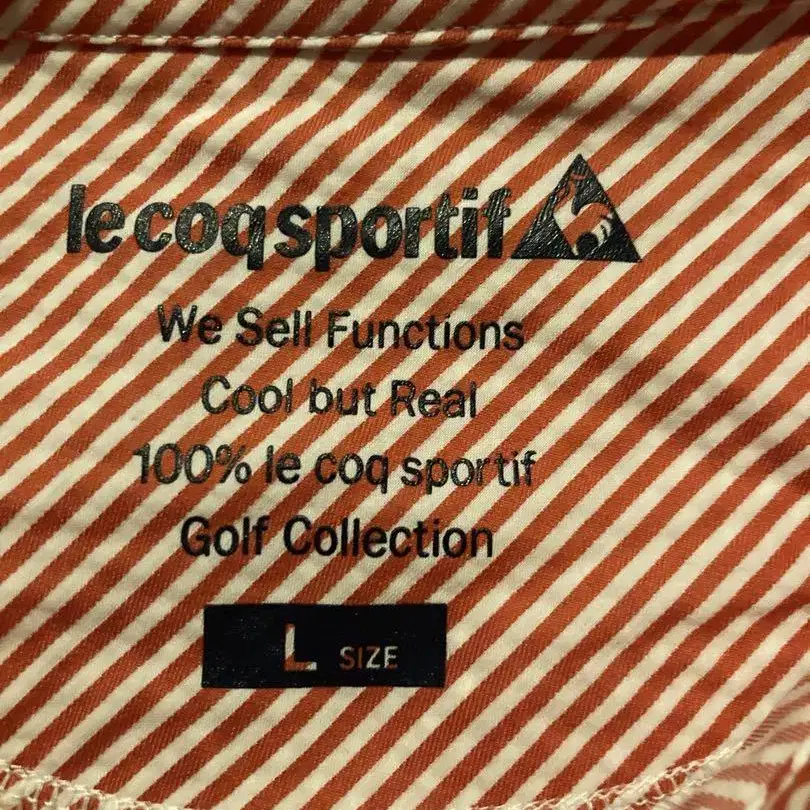 le coq sportif
We Sell Functions
Cool but Real
100% le coq sportif
Golf Collection
L SIZE